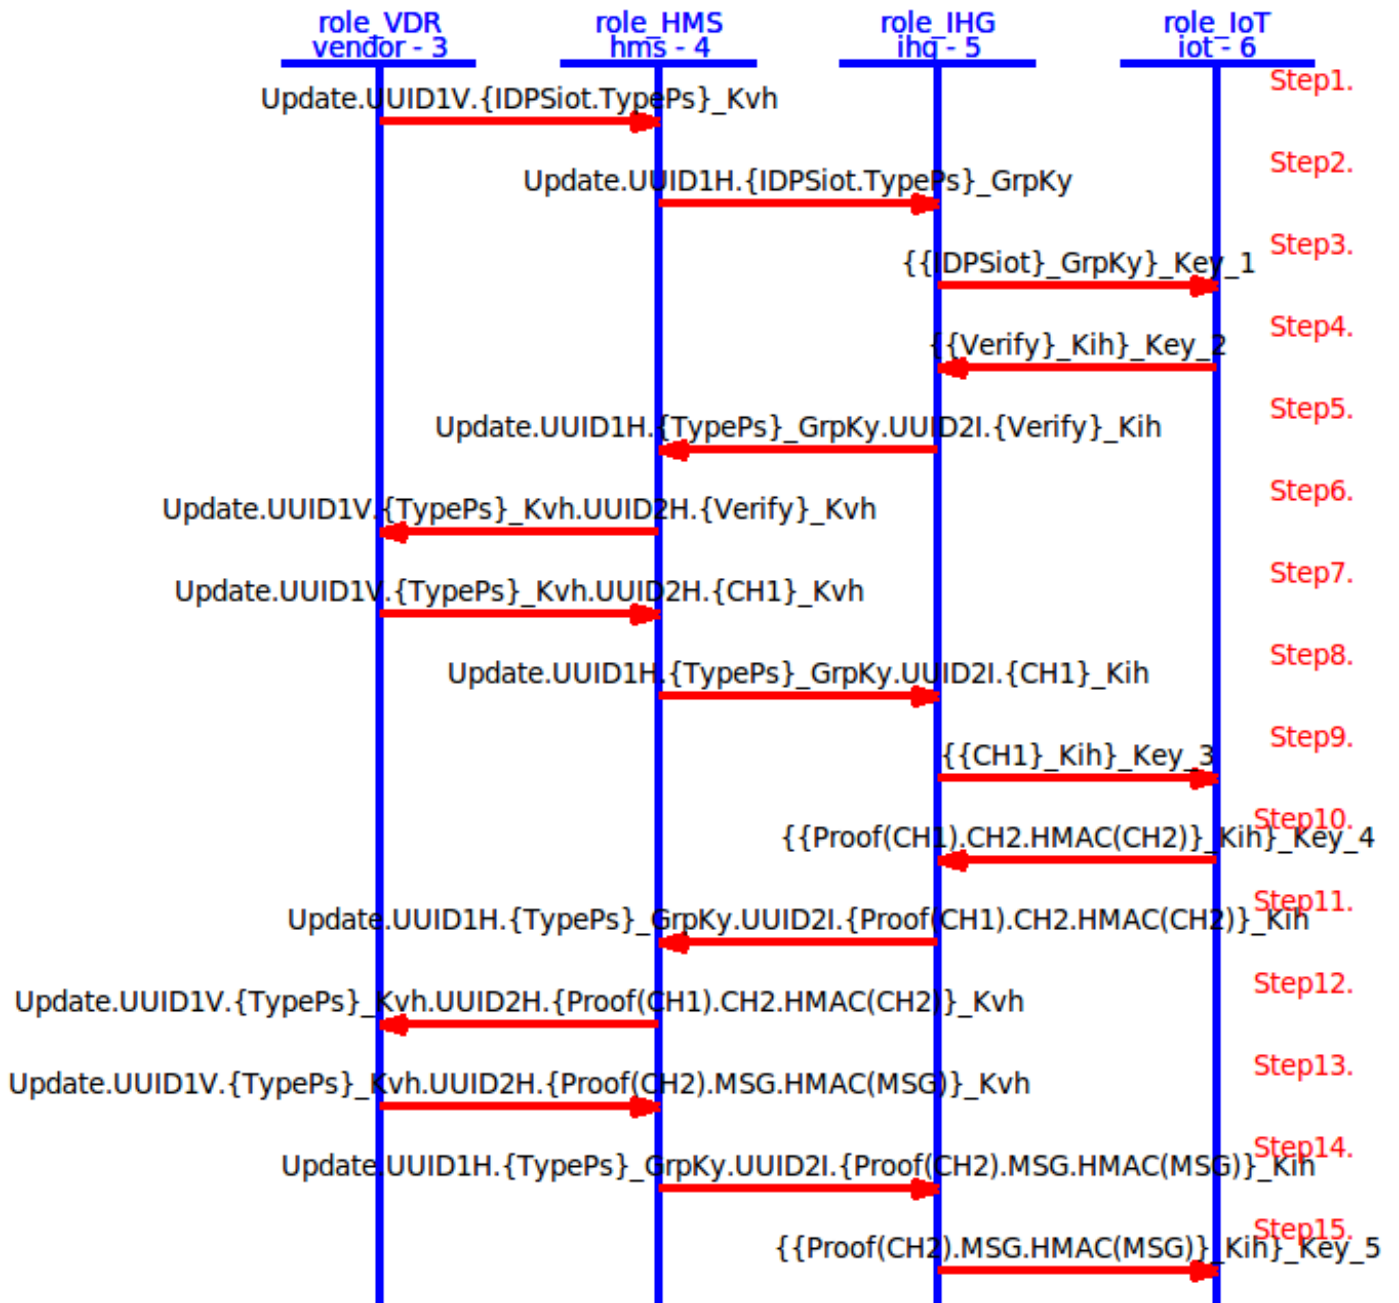 role_VDR role_HMS role_IHG role_IoT
vendor - 3 hms - 4 ihg - 5 iot - 6
Step1.
Update.UUID1V.{IDPSiot.TypePs}_Kvh
Step2.
Update.UUID1H.{IDPSiot.TypePs}_GrpKy
Step3.
{{IDPSiot}_GrpKy}_Key_1
Step4.
{{Verify}_Kih}_Key_2
Step5.
Update.UUID1H.{TypePs}_GrpKy.UUID2I.{Verify}_Kih
Step6.
Update.UUID1V.{TypePs}_Kvh.UUID2H.{Verify}_Kvh
Step7.
Update.UUID1V.{TypePs}_Kvh.UUID2H.{CH1}_Kvh
Step8.
Update.UUID1H.{TypePs}_GrpKy.UUID2I.{CH1}_Kih
Step9.
{{CH1}_Kih}_Key_3
Step10.
{{Proof(CH1).CH2.HMAC(CH2)}_Kih}_Key_4
Step11.
Update.UUID1H.{TypePs}_GrpKy.UUID2I.{Proof(CH1).CH2.HMAC(CH2)}_Kih
Step12.
Update.UUID1V.{TypePs}_Kvh.UUID2H.{Proof(CH1).CH2.HMAC(CH2)}_Kvh
Step13.
Update.UUID1V.{TypePs}_Kvh.UUID2H.{Proof(CH2).MSG.HMAC(MSG)}_Kvh
Step14.
Update.UUID1H.{TypePs}_GrpKy.UUID2I.{Proof(CH2).MSG.HMAC(MSG)}_Kih
Step15.
{{Proof(CH2).MSG.HMAC(MSG)}_Kih}_Key_5